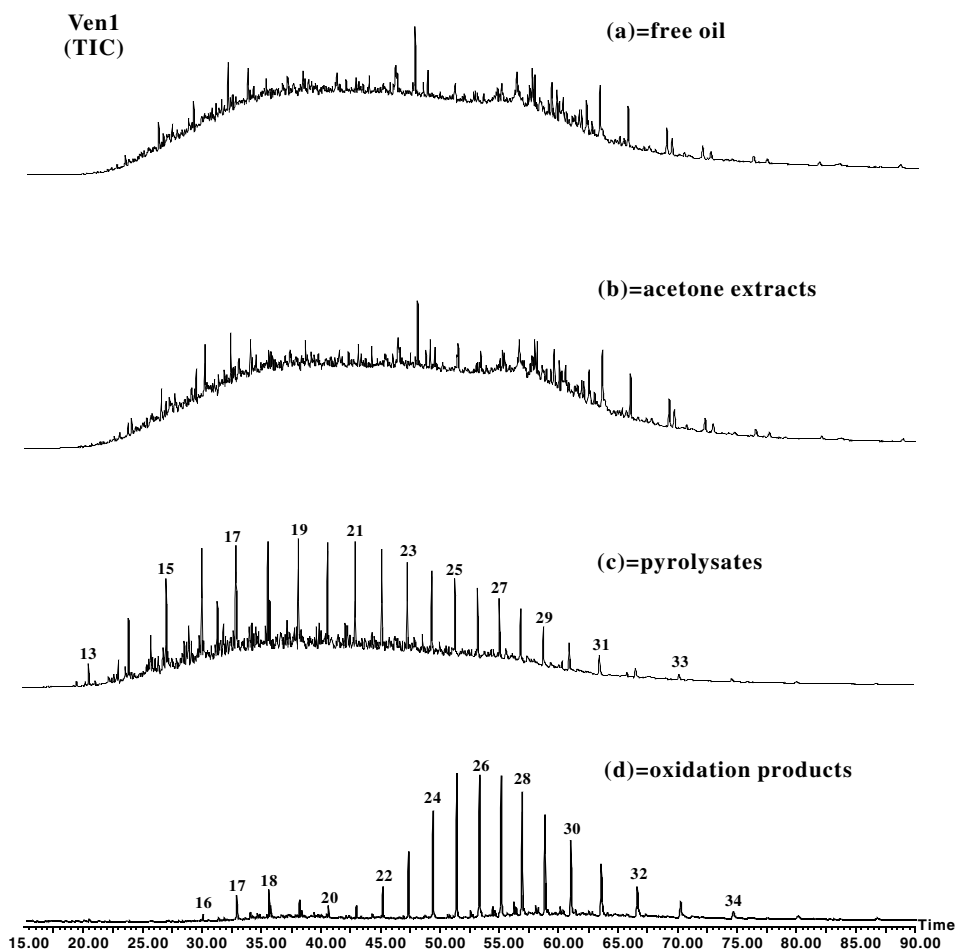 Ven1
(TIC)
(a)=free oil
(b)=acetone extracts
(c)=pyrolysates
13
15
17
19
21
23
25
27
29
31
33
(d)=oxidation products
16
17
18
20
22
24
26
28
30
32
34
Time
15.00 20.00 25.00 30.00 35.00 40.00 45.00 50.00 55.00 60.00 65.00 70.00 75.00 80.00 85.00 90.00